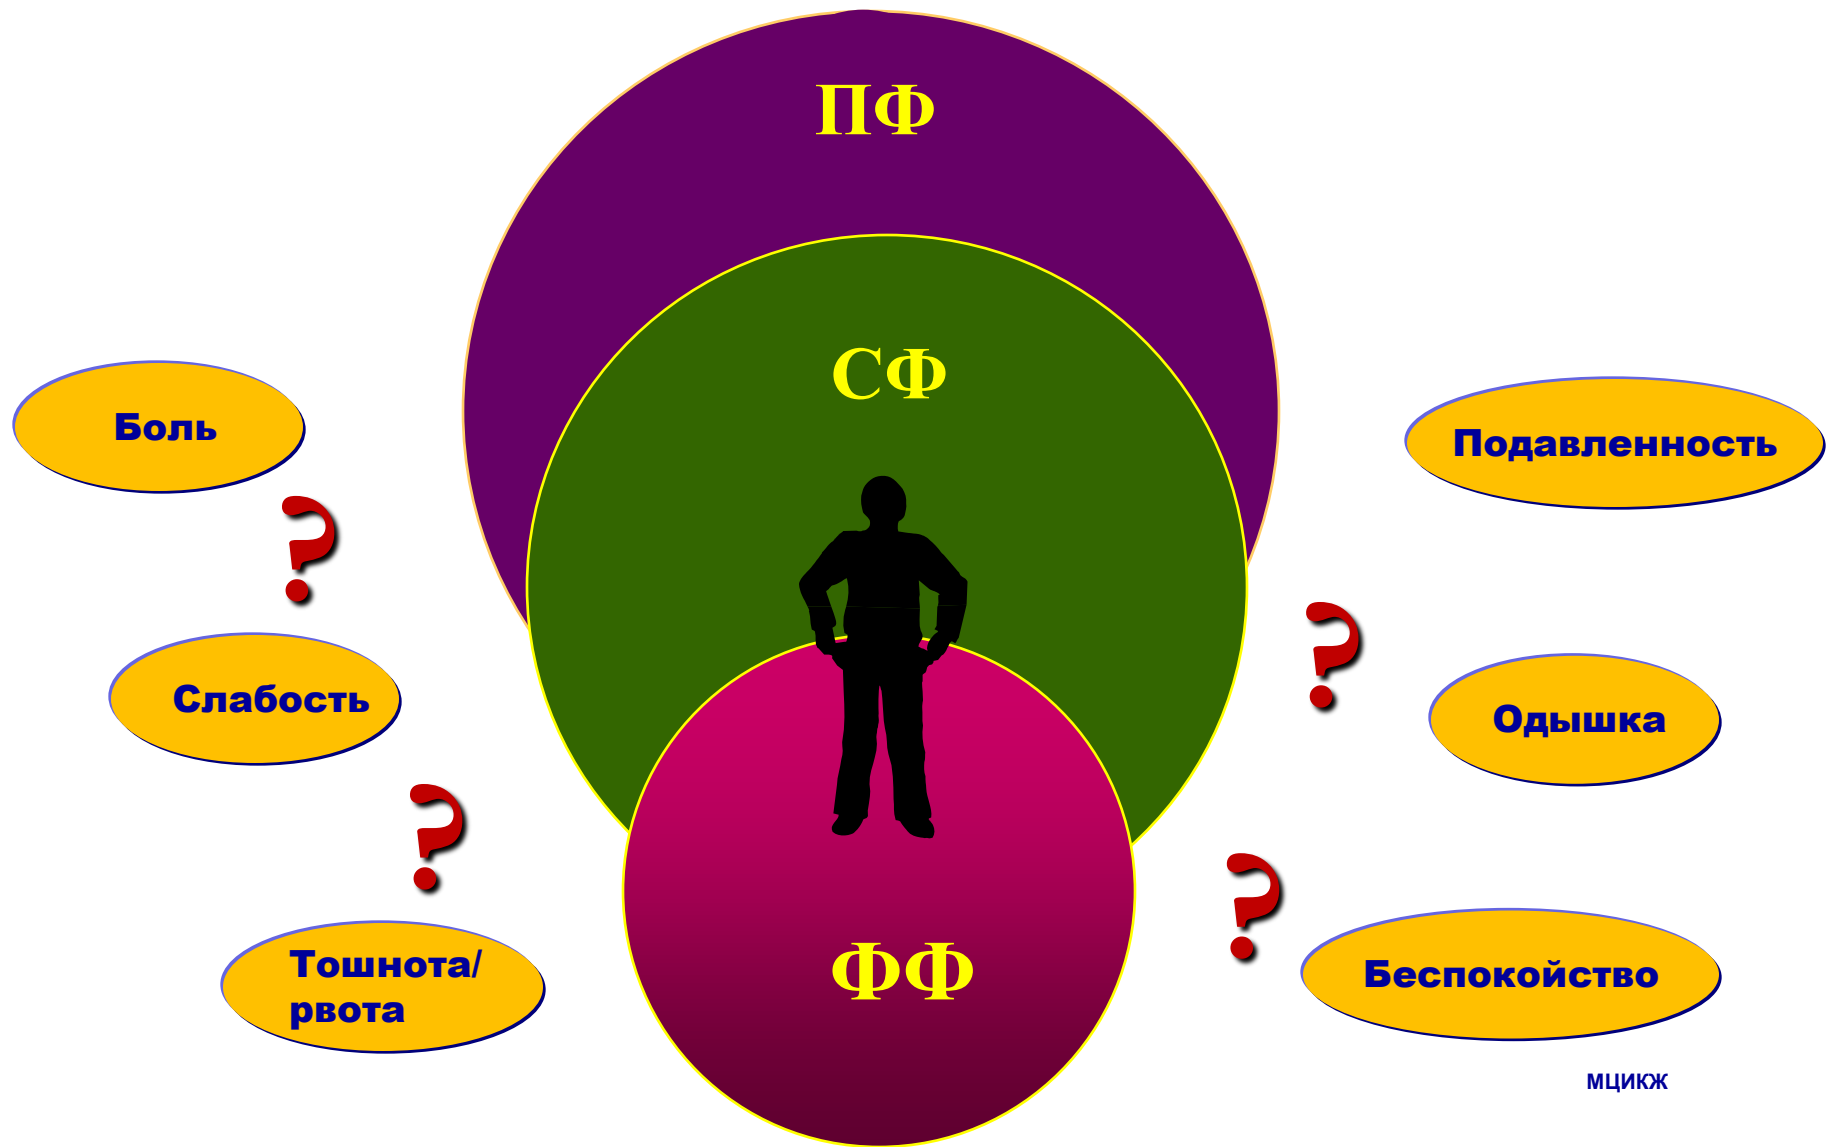 ПФ
СФ
Боль
Подавленность
?
?
Слабость
Одышка
?
?
Тошнота/
рвота
ФФ
Беспокойство
МЦИКЖ